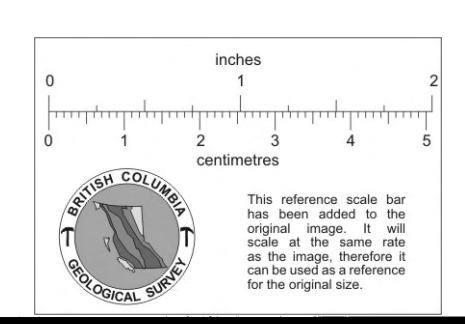 inches
0 1 2
0 1 2 3 4 5
centimetres
BRITISH COLUMBIA
GEOLOGICAL SURVEY
This reference scale bar
has been added to the
original image. It will
scale at the same rate
as the image, therefore it
can be used as a reference
for the original size.